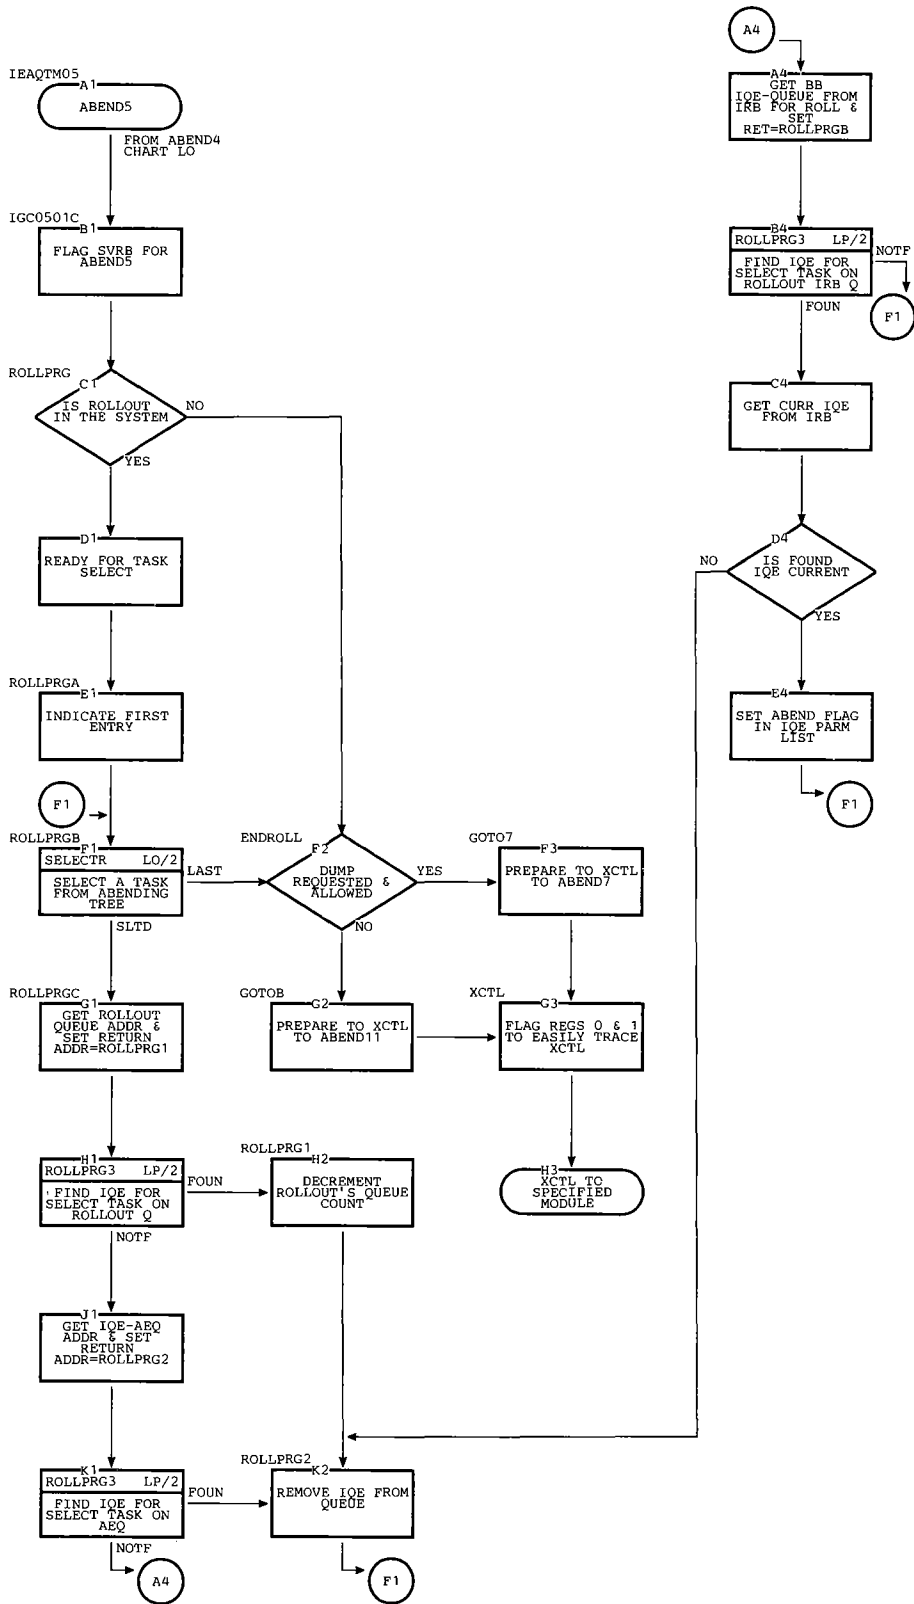 IEAQTM05
A1
ABEND5
FROM ABEND4
CHART LO
IGC0501C
B1
FLAG SVRB FOR
ABEND5
ROLLPRG
C1
IS ROLLOUT
IN THE SYSTEM
NO
YES
D1
READY FOR TASK
SELECT
ROLLPRGA
E1
INDICATE FIRST
ENTRY
F1
ROLLPRGB
F1
SELECTR LO/2
SELECT A TASK
FROM ABENDING
TREE
LAST
SLTD
ENDROLL
F2
DUMP
REQUESTED &
ALLOWED
YES
NO
GOTO7
F3
PREPARE TO XCTL
TO ABEND7
ROLLPRGC
G1
GET ROLLOUT
QUEUE ADDR &
SET RETURN
ADDR=ROLLPRG1
GOTOB
G2
PREPARE TO XCTL
TO ABEND11
XCTL
G3
FLAG REGS 0 & 1
TO EASILY TRACE
XCTL
H1
ROLLPRG3 LP/2
FIND IQE FOR
SELECT TASK ON
ROLLOUT Q
FOUN
NOTF
ROLLPRG1
H2
DECREMENT
ROLLOUT'S QUEUE
COUNT
H3
XCTL TO
SPECIFIED
MODULE
J1
GET IQE-AEQ
ADDR & SET
RETURN
ADDR=ROLLPRG2
K1
ROLLPRG3 LP/2
FIND IQE FOR
SELECT TASK ON
AEQ
FOUN
NOTF
A4
ROLLPRG2
K2
REMOVE IQE FROM
QUEUE
F1
A4
A4
GET BB
IQE-QUEUE FROM
IRB FOR ROLL &
SET
RET=ROLLPRGB
B4
ROLLPRG3 LP/2
FIND IQE FOR
SELECT TASK ON
ROLLOUT IRB Q
NOTF
F1
FOUN
C4
GET CURR IQE
FROM IRB
D4
IS FOUND
IQE CURRENT
NO
YES
E4
SET ABEND FLAG
IN IQE PARM
LIST
F1